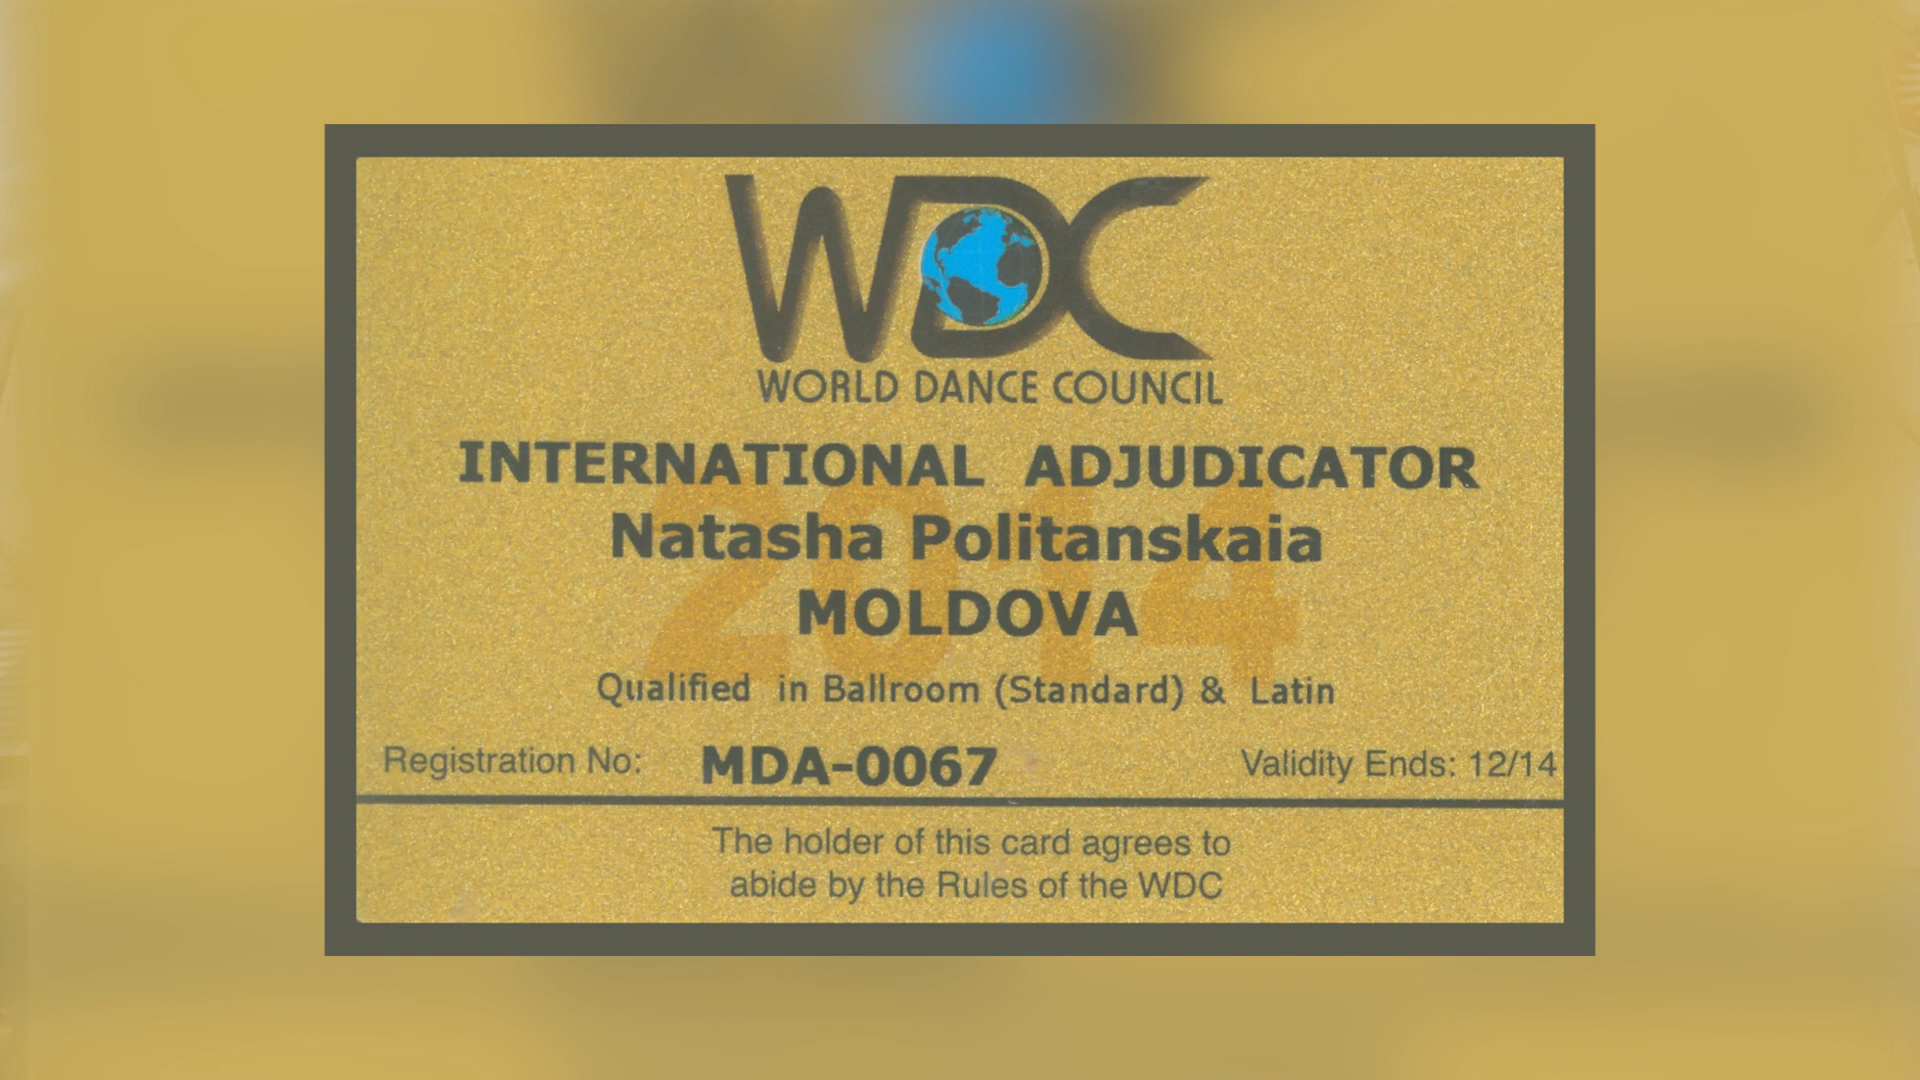 WDC
WORLD DANCE COUNCIL
INTERNATIONAL ADJUDICATOR
2014
Natasha Politanskaia
MOLDOVA
Qualified in Ballroom (Standard) & Latin
Registration No: MDA-0067 Validity Ends: 12/14
The holder of this card agrees to
abide by the Rules of the WDC